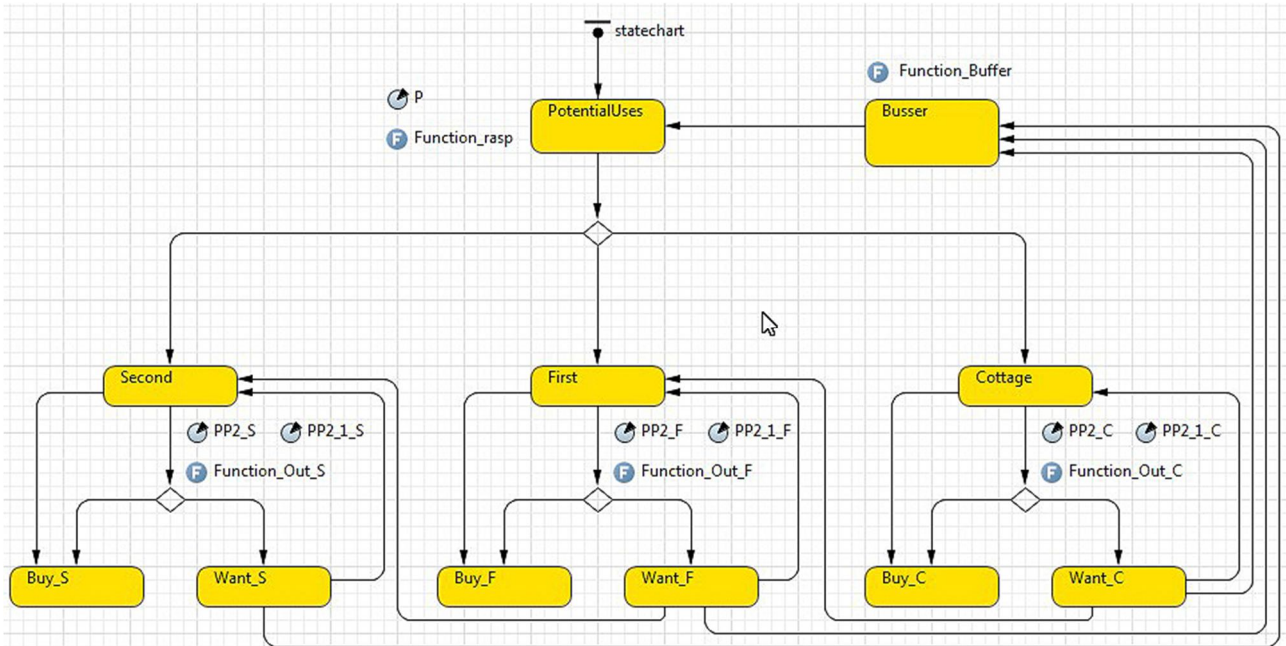 statechart
Function_Buffer
P
PotentialUses
Busser
Function_rasp
Second
First
Cottage
PP2_S
PP2_1_S
PP2_F
PP2_1_F
PP2_C
PP2_1_C
F Function_Out_S
F Function_Out_F
F Function_Out_C
Buy_S
Want_S
Buy_F
Want_F
Buy_C
Want_C